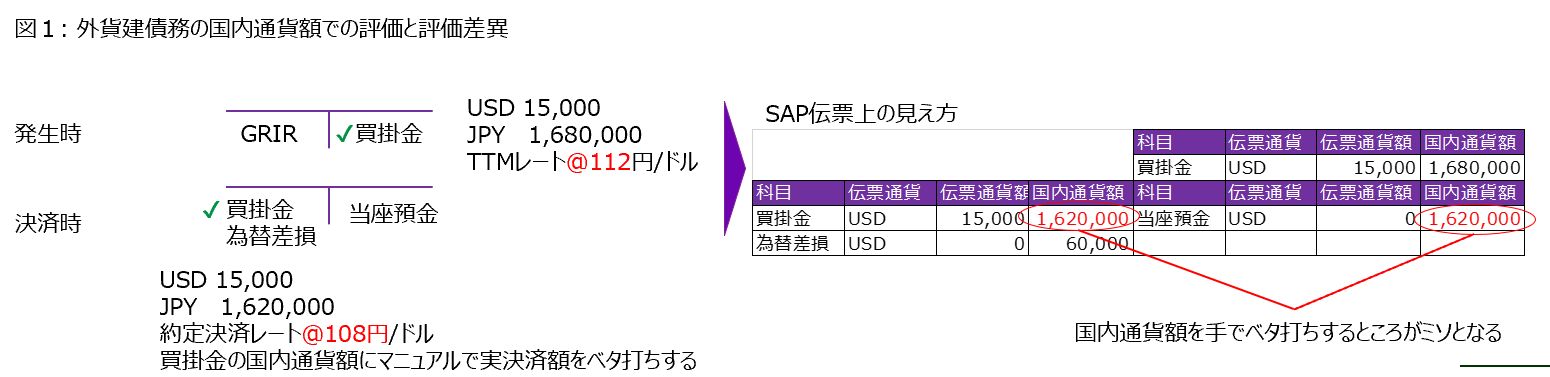 図1：外貨建債務の国内通貨額での評価と評価差異
発生時
GRIR
✓買掛金
USD 15,000
JPY 1,680,000
TTMレート@112円/ドル
決済時
✓買掛金
為替差損
当座預金
USD 15,000
JPY 1,620,000
約定決済レート@108円/ドル
買掛金の国内通貨額にマニュアルで実決済額をベタ打ちする
SAP伝票上の見え方
科目 伝票通貨 伝票通貨額 国内通貨額
買掛金 USD 15,000 1,680,000
科目 伝票通貨 伝票通貨額 国内通貨額 科目 伝票通貨 伝票通貨額 国内通貨額
買掛金 USD 15,000 1,620,000 当座預金 USD 0 1,620,000
為替差損 USD 0 60,000
国内通貨額を手でベタ打ちするところがミソとなる